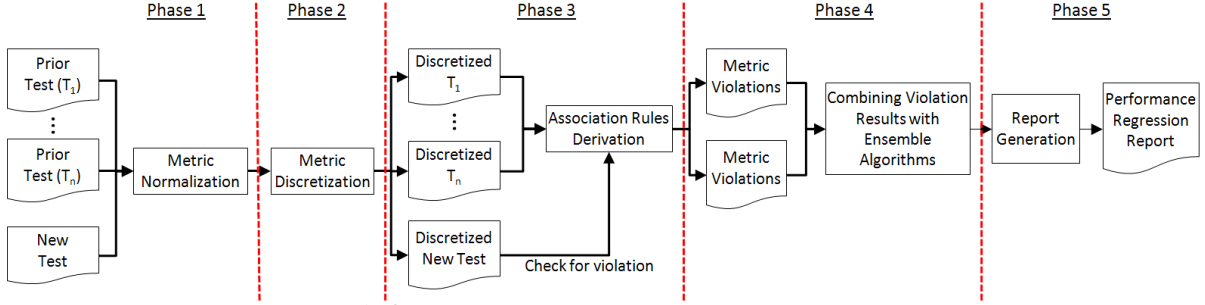 Phase 1
Phase 2
Phase 3
Phase 4
Phase 5
Prior
Test (T1)
Prior
Test (Tn)
New
Test
Metric
Normalization
Metric
Discretization
Discretized
T1
Discretized
Tn
Discretized
New Test
Check for violation
Association Rules
Derivation
Metric
Violations
Metric
Violations
Combining Violation
Results with
Ensemble
Algorithms
Report
Generation
Performance
Regression
Report